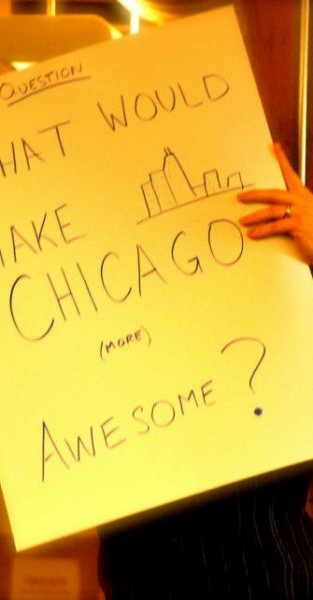 QUESTION
HAT WOULD
AKE
CHICAGO
(MORE)
AWESOME?